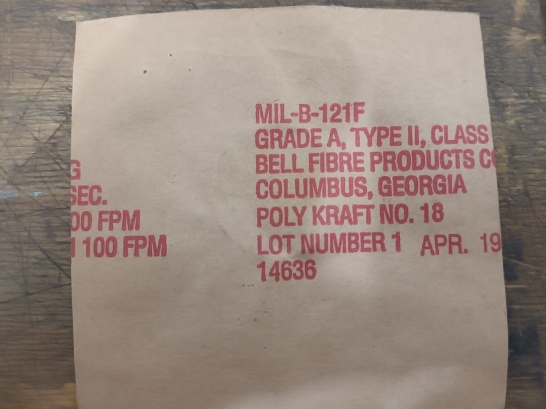 MIL-B-121F
GRADE A, TYPE II, CLASS
BELL FIBRE PRODUCTS
COLUMBUS, GEORGIA
POLY KRAFT NO. 18
LOT NUMBER 1 APR. 19
14636
G
SEC.
00 FPM
100 FPM